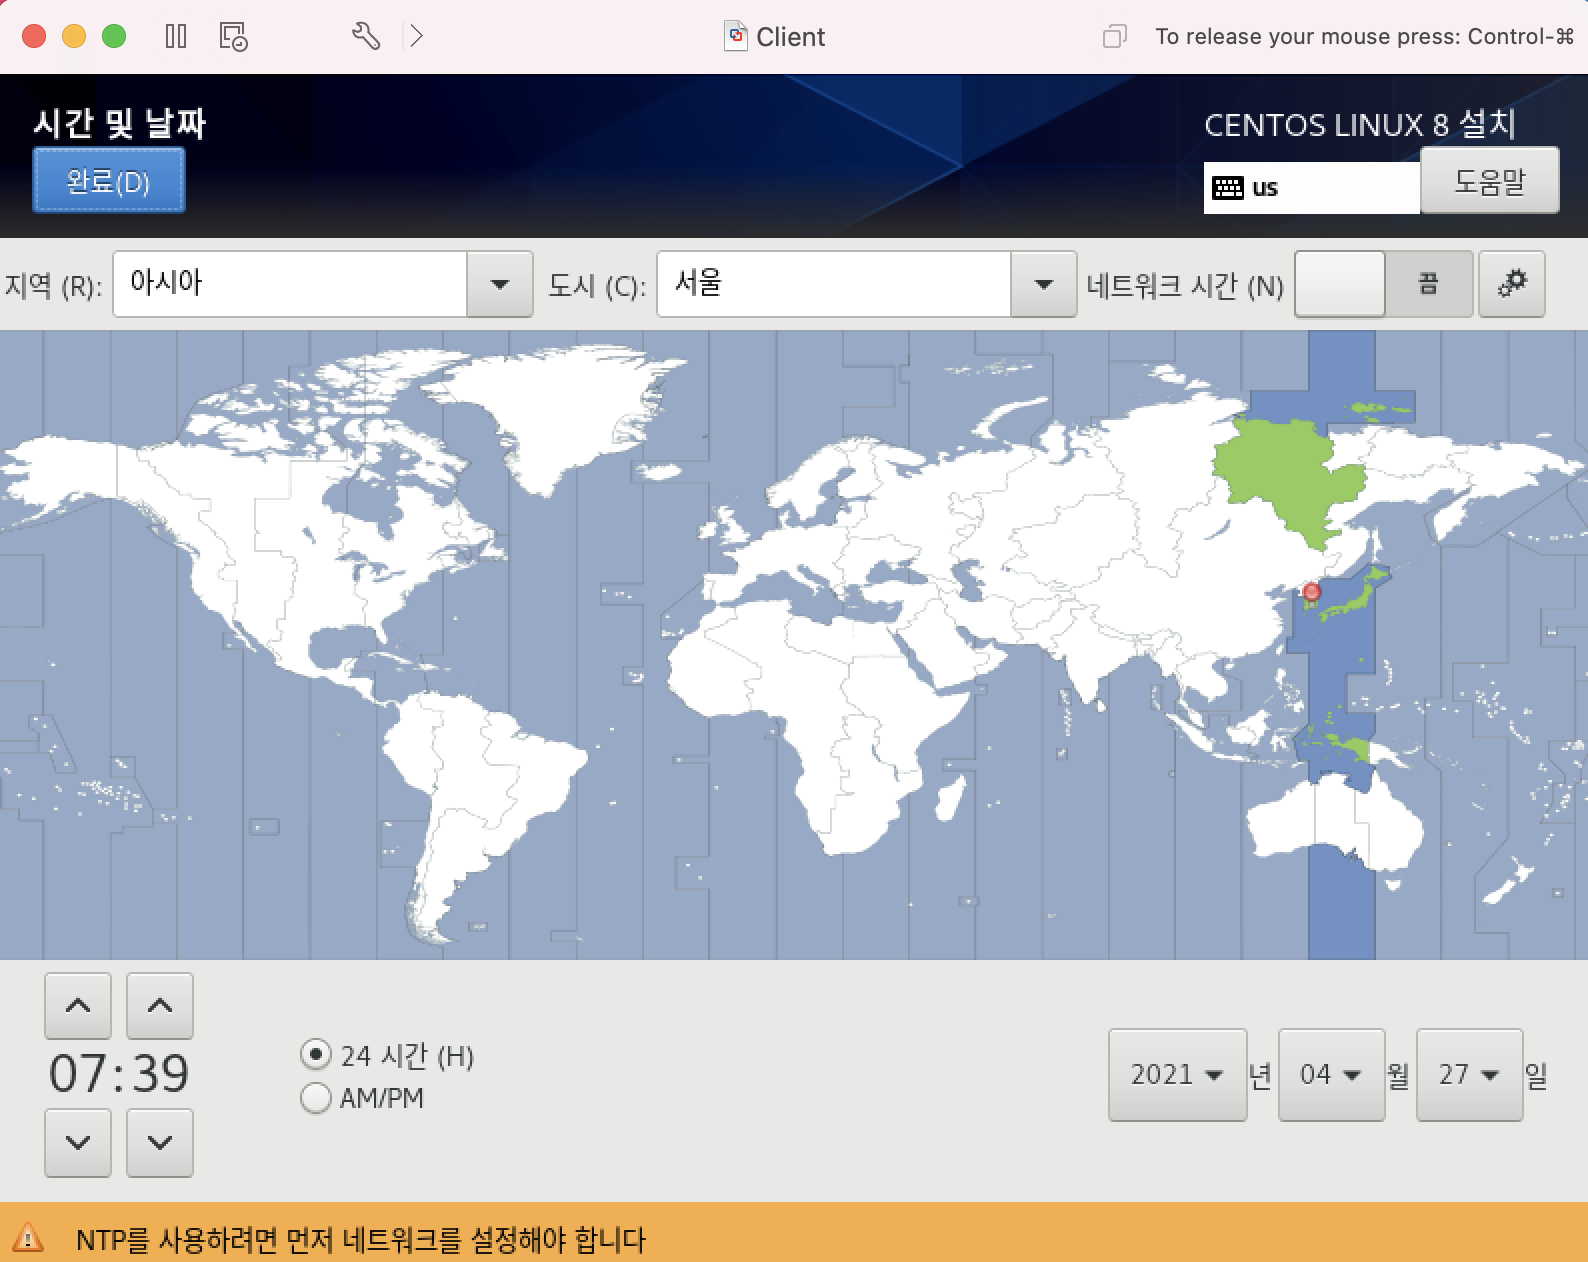 Client
To release your mouse press: Control-⌘
시간 및 날짜
CENTOS LINUX 8 설치
완료(D)
us
도움말
지역 (R):
아시아
도시 (C):
서울
네트워크 시간 (N)
끔
07:39
24 시간 (H)
AM/PM
2021 년 04 월 27 일
NTP를 사용하려면 먼저 네트워크를 설정해야 합니다